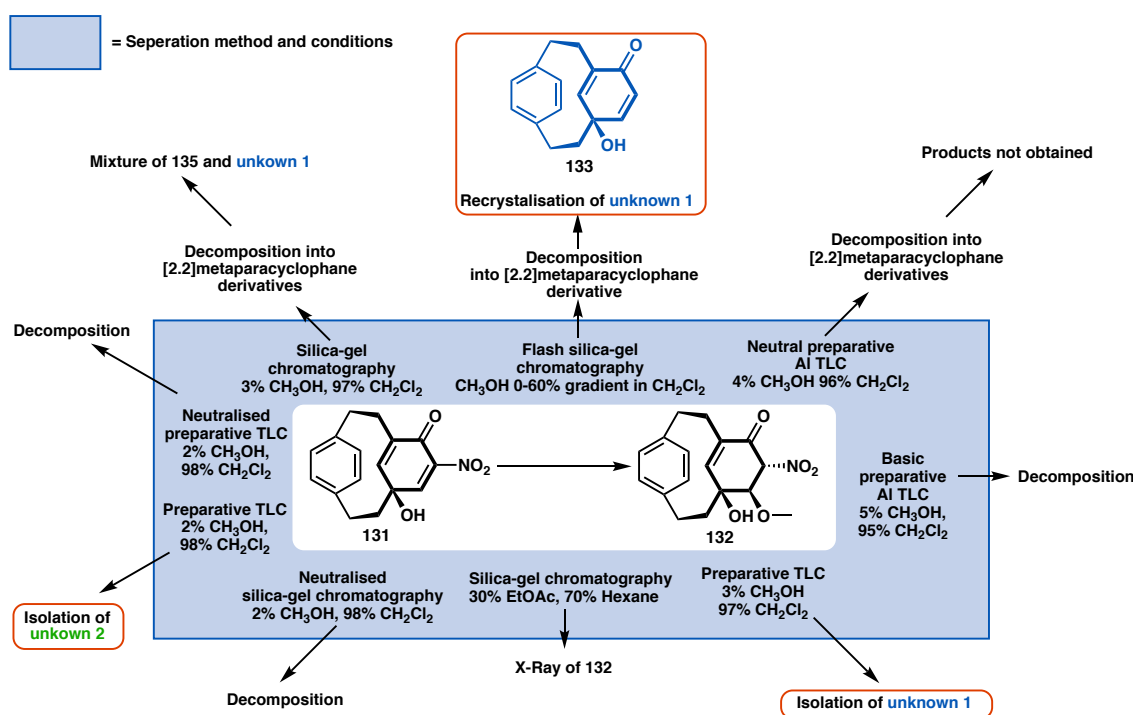 = Seperation method and conditions
O
OH
133
Recrystalisation of unknown 1
Mixture of 135 and unkown 1
Products not obtained
Decomposition into
[2.2]metaparacyclophane
derivatives
Decomposition
into [2.2]metaparacyclophane
derivative
Decomposition into
[2.2]metaparacyclophane
derivatives
Decomposition
Silica-gel
chromatography
3% CH₃OH, 97% CH₂Cl₂
Flash silica-gel
chromatography
CH₃OH 0-60% gradient in CH₂Cl₂
Neutral preparative
Al TLC
4% CH₃OH 96% CH₂Cl₂
Neutralised
preparative TLC
2% CH₃OH,
98% CH₂Cl₂
O
NO₂
OH
131
O
NO₂
OH O
132
Basic
preparative
Al TLC
5% CH₃OH,
95% CH₂Cl₂
Decomposition
Preparative TLC
2% CH₃OH,
98% CH₂Cl₂
Isolation of
unkown 2
Neutralised
silica-gel chromatography
2% CH₃OH, 98% CH₂Cl₂
Silica-gel chromatography
30% EtOAc, 70% Hexane
Preparative TLC
3% CH₃OH
97% CH₂Cl₂
Decomposition
X-Ray of 132
Isolation of unknown 1